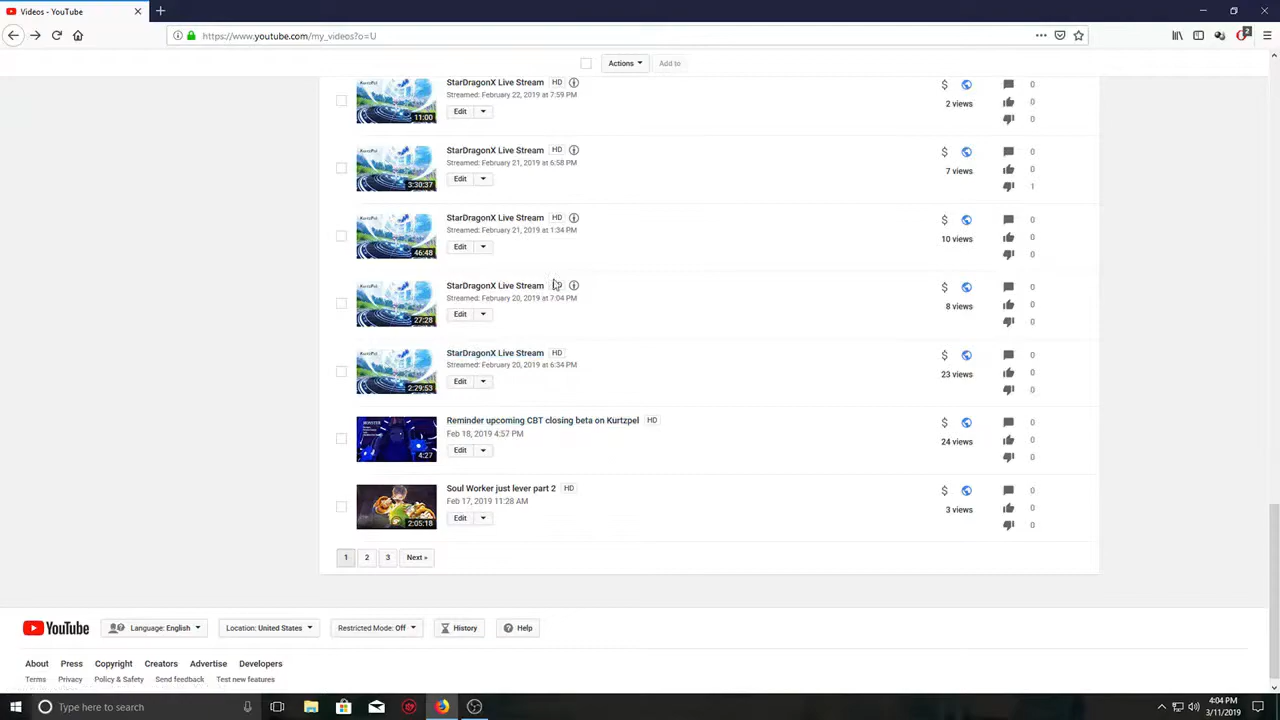 Videos - YouTube
https://www.youtube.com/my_videos?o=U
2
Actions
Add to
StarDragonX Live Stream HD
Streamed: February 22, 2019 at 7:59 PM
Edit
11:00
$
2 views
0
0
0
StarDragonX Live Stream HD
Streamed: February 21, 2019 at 6:58 PM
Edit
3:30:37
$
7 views
0
0
1
StarDragonX Live Stream HD
Streamed: February 21, 2019 at 1:34 PM
Edit
46:48
$
10 views
0
0
0
StarDragonX Live Stream
Streamed: February 20, 2019 at 7:04 PM
Edit
27:28
$
8 views
0
0
0
StarDragonX Live Stream HD
Streamed: February 20, 2019 at 6:34 PM
Edit
2:29:53
$
23 views
0
0
0
Reminder upcoming CBT closing beta on Kurtzpel HD
Feb 18, 2019 4:57 PM
Edit
4:27
$
24 views
0
0
0
Soul Worker just lever part 2 HD
Feb 17, 2019 11:28 AM
Edit
2:05:18
$
3 views
0
0
0
1 2 3 Next »
YouTube Language: English Location: United States Restricted Mode: Off History Help
About Press Copyright Creators Advertise Developers
Terms Privacy Policy & Safety Send feedback Test new features
Type here to search
4:04 PM
3/11/2019